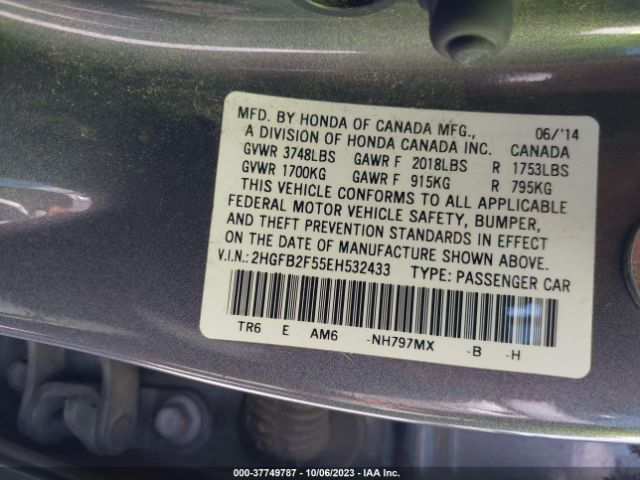 MFD. BY HONDA OF CANADA MFG., 06/'14
A DIVISION OF HONDA CANADA INC. CANADA
GVWR 3748LBS GAWR F 2018LBS R 1753LBS
GVWR 1700KG GAWR F 915KG R 795KG
THIS VEHICLE CONFORMS TO ALL APPLICABLE
FEDERAL MOTOR VEHICLE SAFETY, BUMPER,
AND THEFT PREVENTION STANDARDS IN EFFECT
ON THE DATE OF MANUFACTURE SHOWN ABOVE.
V.I.N.: 2HGFB2F55EH532433 TYPE: PASSENGER CAR
TR6 E AM6 -NH797MX -B -H
000-37749787 - 10/06/2023 - IAA Inc.